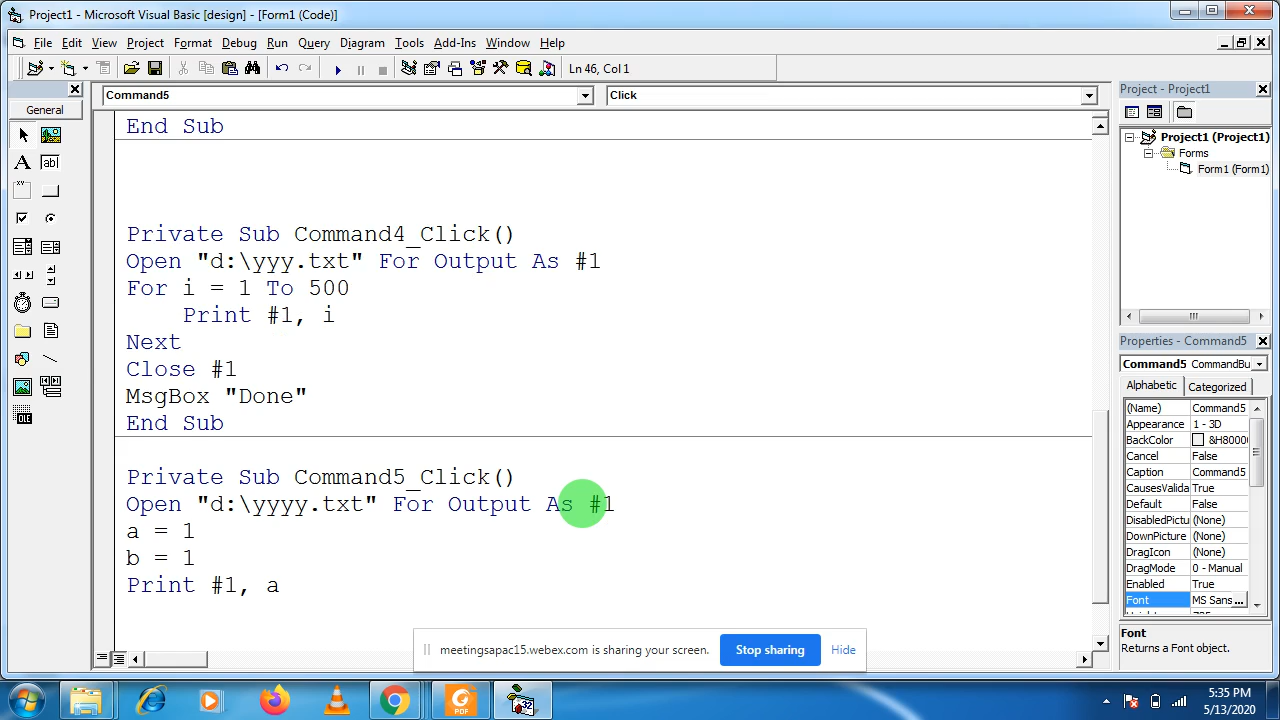 Project1 - Microsoft Visual Basic [design] - [Form1 (Code)]
File Edit View Project Format Debug Run Query Diagram Tools Add-Ins Window Help
Ln 46, Col 1
General
Command5
Click
End Sub
Private Sub Command4_Click()
Open "d:\yyy.txt" For Output As #1
For i = 1 To 500
Print #1, i
Next
Close #1
MsgBox "Done"
End Sub
Private Sub Command5_Click()
Open "d:\yyyy.txt" For Output As #1
a = 1
b = 1
Print #1, a
Project - Project1
Project1 (Project1)
Forms
Form1 (Form1)
Properties - Command5
Command5 CommandBu
Alphabetic Categorized
(Name) Command5
Appearance 1 - 3D
BackColor &H8000
Cancel False
Caption Command5
CausesValida True
Default False
DisabledPictu (None)
DownPicture (None)
DragIcon (None)
DragMode 0 - Manual
Enabled True
Font MS Sans ...
Font
Returns a Font object.
meetingsapac15.webex.com is sharing your screen.
Stop sharing
Hide
PDF
32
5:35 PM
5/13/2020